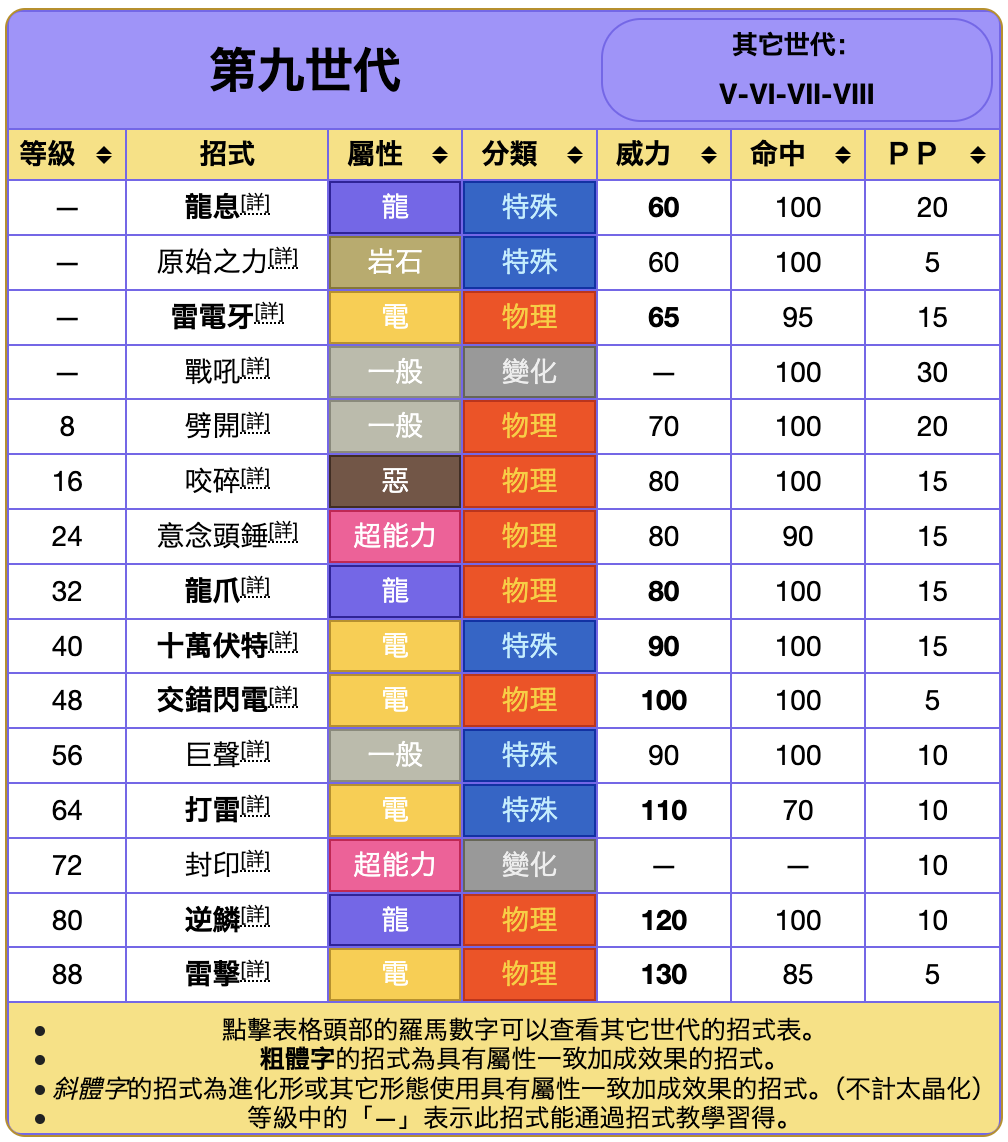 第九世代
其它世代：
V-VI-VII-VIII
等級 招式 屬性 分類 威力 命中 ＰＰ
— 龍息[詳] 龍 特殊 60 100 20
— 原始之力[詳] 岩石 特殊 60 100 5
— 雷電牙[詳] 電 物理 65 95 15
— 戰吼[詳] 一般 變化 — 100 30
8 劈開[詳] 一般 物理 70 100 20
16 咬碎[詳] 惡 物理 80 100 15
24 意念頭錘[詳] 超能力 物理 80 90 15
32 龍爪[詳] 龍 物理 80 100 15
40 十萬伏特[詳] 電 特殊 90 100 15
48 交錯閃電[詳] 電 物理 100 100 5
56 巨聲[詳] 一般 特殊 90 100 10
64 打雷[詳] 電 特殊 110 70 10
72 封印[詳] 超能力 變化 — — 10
80 逆鱗[詳] 龍 物理 120 100 10
88 雷擊[詳] 電 物理 130 85 5
點擊表格頭部的羅馬數字可以查看其它世代的招式表。
粗體字的招式為具有屬性一致加成效果的招式。
斜體字的招式為進化形或其它形態使用具有屬性一致加成效果的招式。（不計太晶化）
等級中的「—」表示此招式能通過招式教學習得。